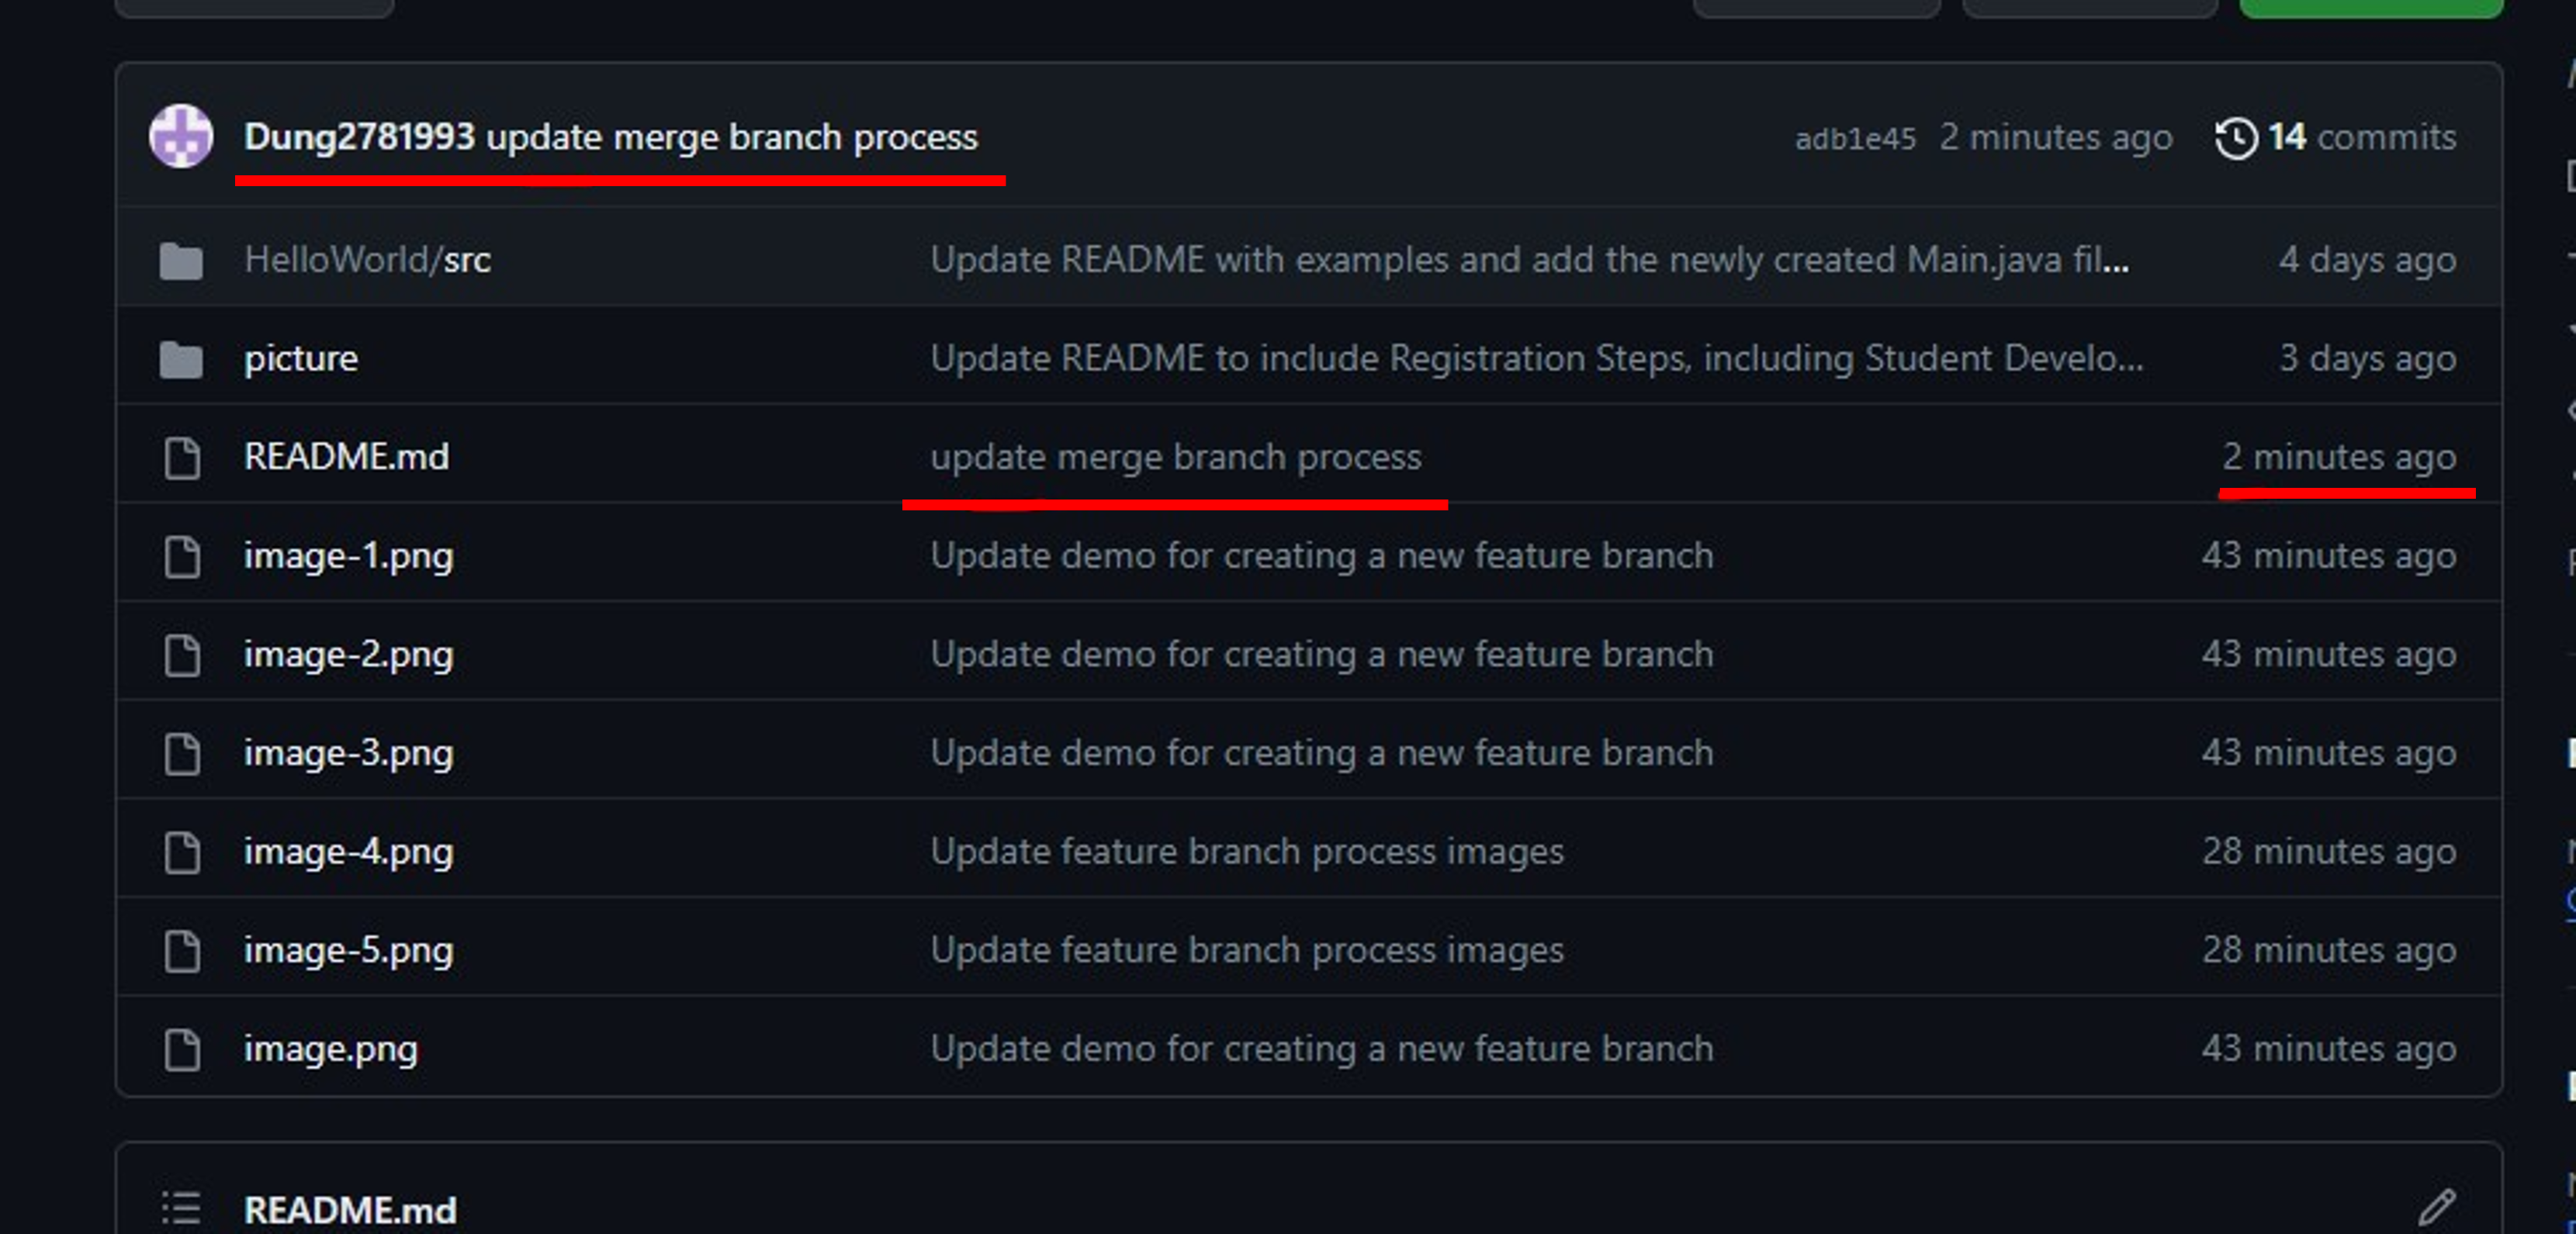 Dung2781993 update merge branch process adb1e45 2 minutes ago 14 commits
HelloWorld/src Update README with examples and add the newly created Main.java fil... 4 days ago
picture Update README to include Registration Steps, including Student Develo... 3 days ago
README.md update merge branch process 2 minutes ago
image-1.png Update demo for creating a new feature branch 43 minutes ago
image-2.png Update demo for creating a new feature branch 43 minutes ago
image-3.png Update demo for creating a new feature branch 43 minutes ago
image-4.png Update feature branch process images 28 minutes ago
image-5.png Update feature branch process images 28 minutes ago
image.png Update demo for creating a new feature branch 43 minutes ago
README.md